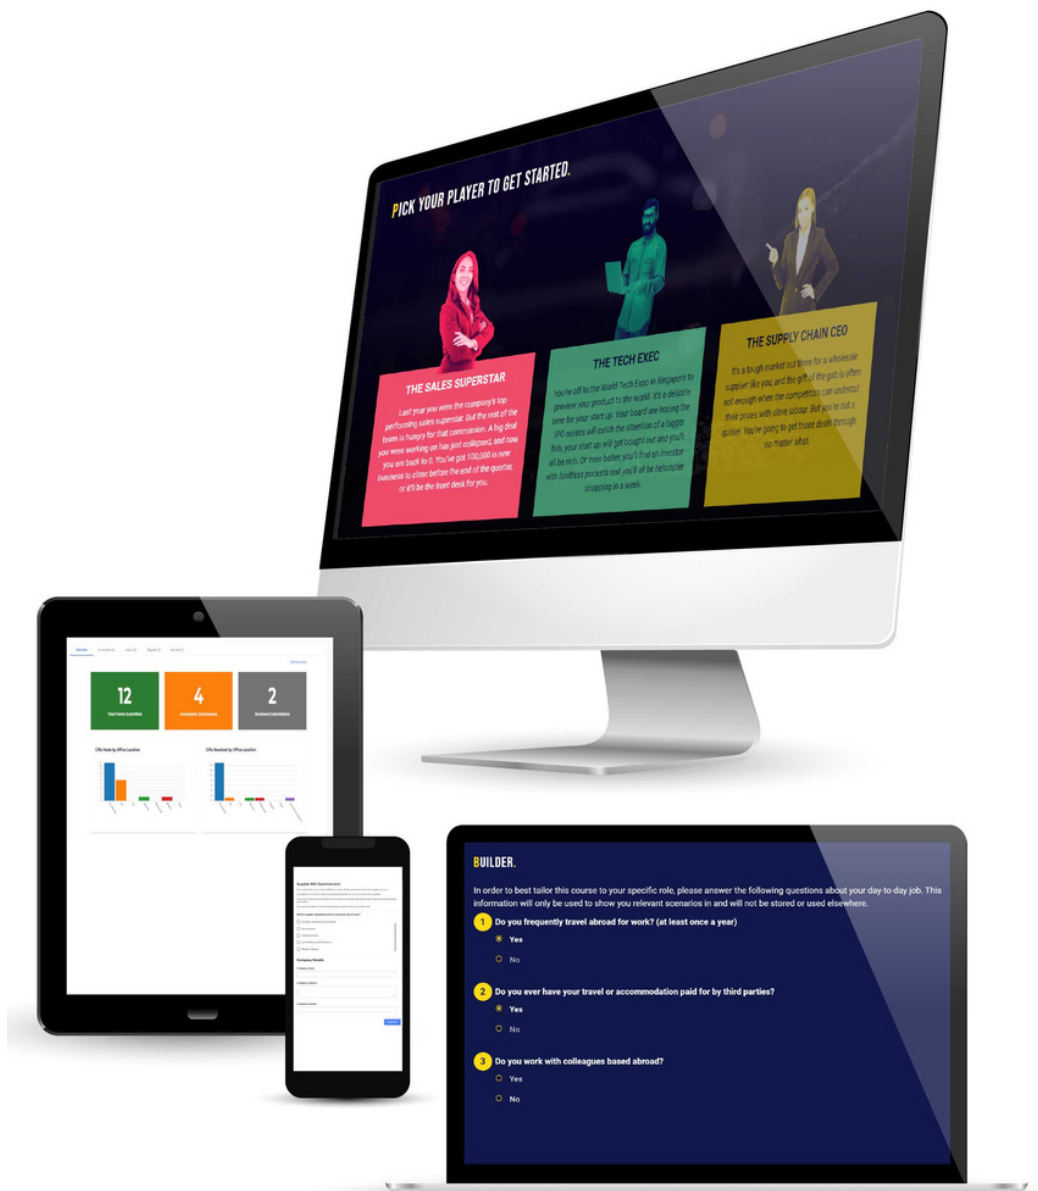 PICK YOUR PLAYER TO GET STARTED.
THE SALES SUPERSTAR
Last year you were the company's top
performing sales superstar. But the rest of the
team is hungry for that commission. A big deal
you were working on has just collapsed, and now
you are back to 0. You've got 100,000 in new
business to close before the end of the quarter,
or it'll be the front desk for you.
THE TECH EXEC
You're off to the World Tech Expo in Singapore to
preview your product to the world. It's a delicate
time for your start up. Your board are hoping the
IPO noises will catch the attention of a bigger
fish, your start up will get bought out and you'll
all be rich. Or even better, you'll find an investor
with limitless pockets and you'll all be helicopter
shopping in a week.
THE SUPPLY CHAIN CEO
It's a tough market out there for a wholesale
supplier like you, and the gift of the gab is often
not enough when the competitors can undercut
their prices with slave labour. But you're not a
quitter. You're going to get those deals through
no matter what.
12
Total Forms Submitted
4
Incomplete Submissions
2
Reviewed Submissions
Gifts Made by Office Location
Gifts Received by Office Location
Company Details
BUILDER.
In order to best tailor this course to your specific role, please answer the following questions about your day-to-day job. This
information will only be used to show you relevant scenarios in and will not be stored or used elsewhere.
1 Do you frequently travel abroad for work? (at least once a year)
Yes
No
2 Do you ever have your travel or accommodation paid for by third parties?
Yes
No
3 Do you work with colleagues based abroad?
Yes
No